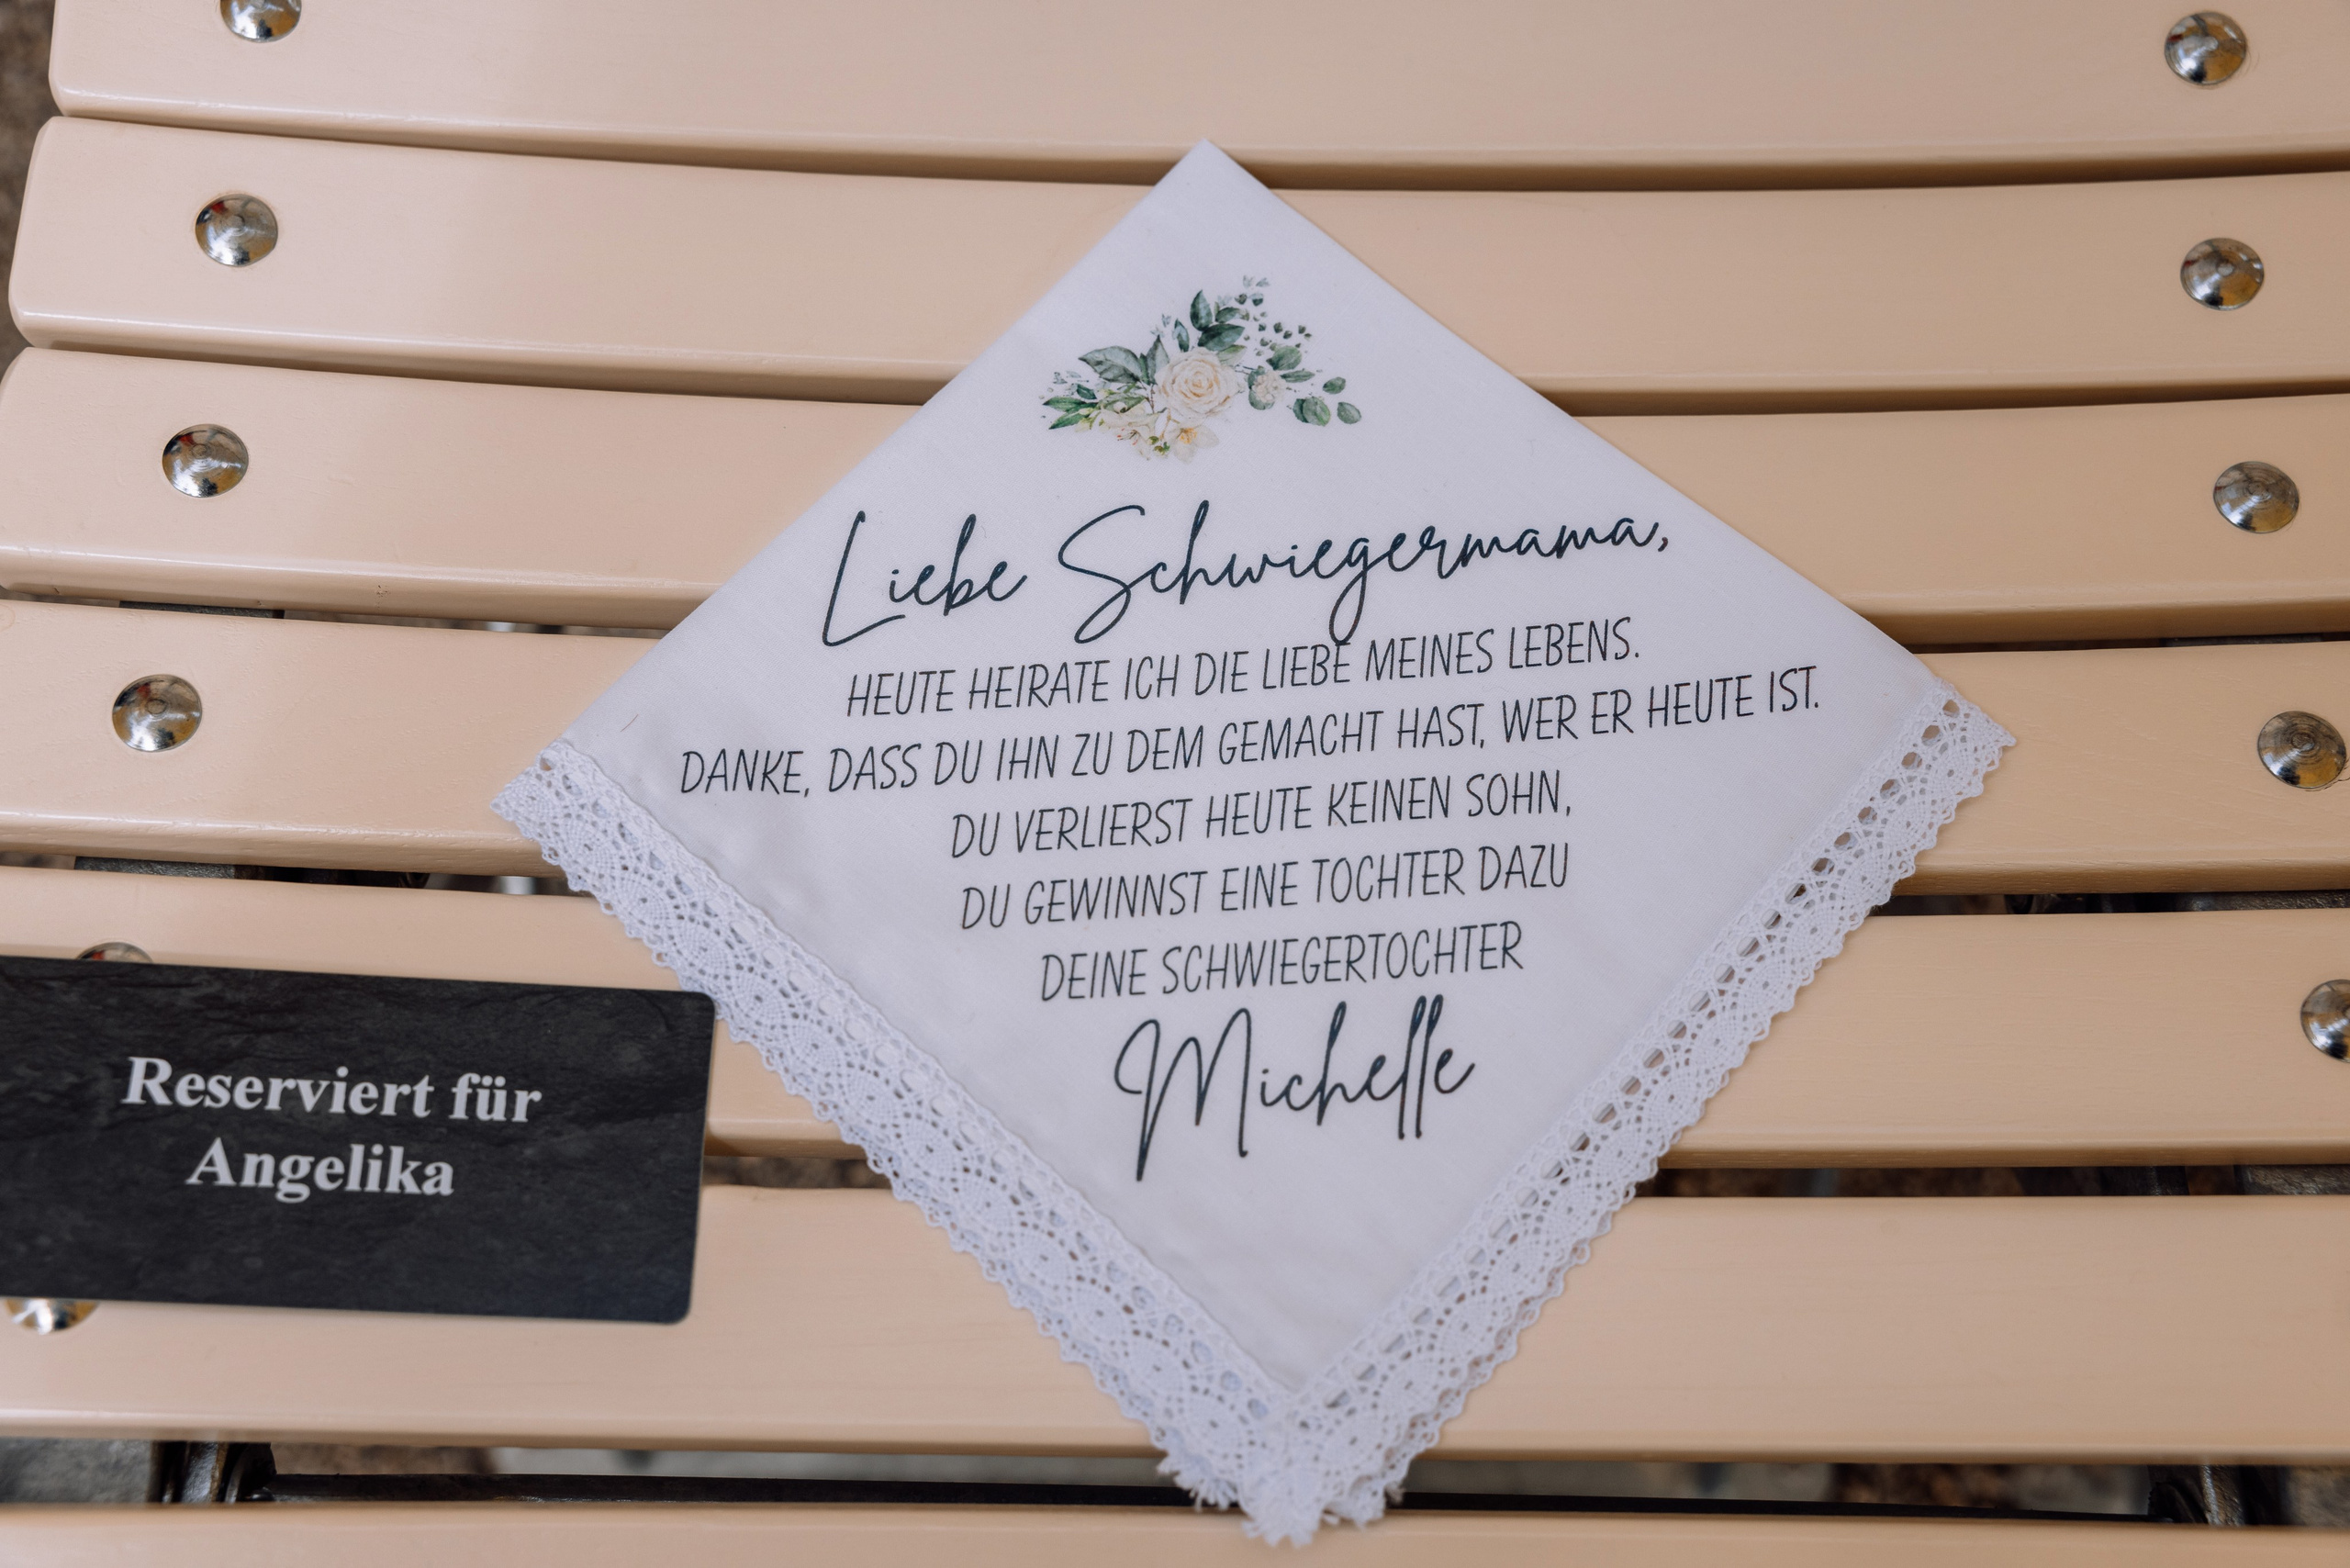 Liebe Schwiegermama,
HEUTE HEIRATE ICH DIE LIEBE MEINES LEBENS.
DANKE, DASS DU IHN ZU DEM GEMACHT HAST, WER ER HEUTE IST.
DU VERLIERST HEUTE KEINEN SOHN,
DU GEWINNST EINE TOCHTER DAZU
DEINE SCHWIEGERTOCHTER
Michelle
Reserviert für
Angelika